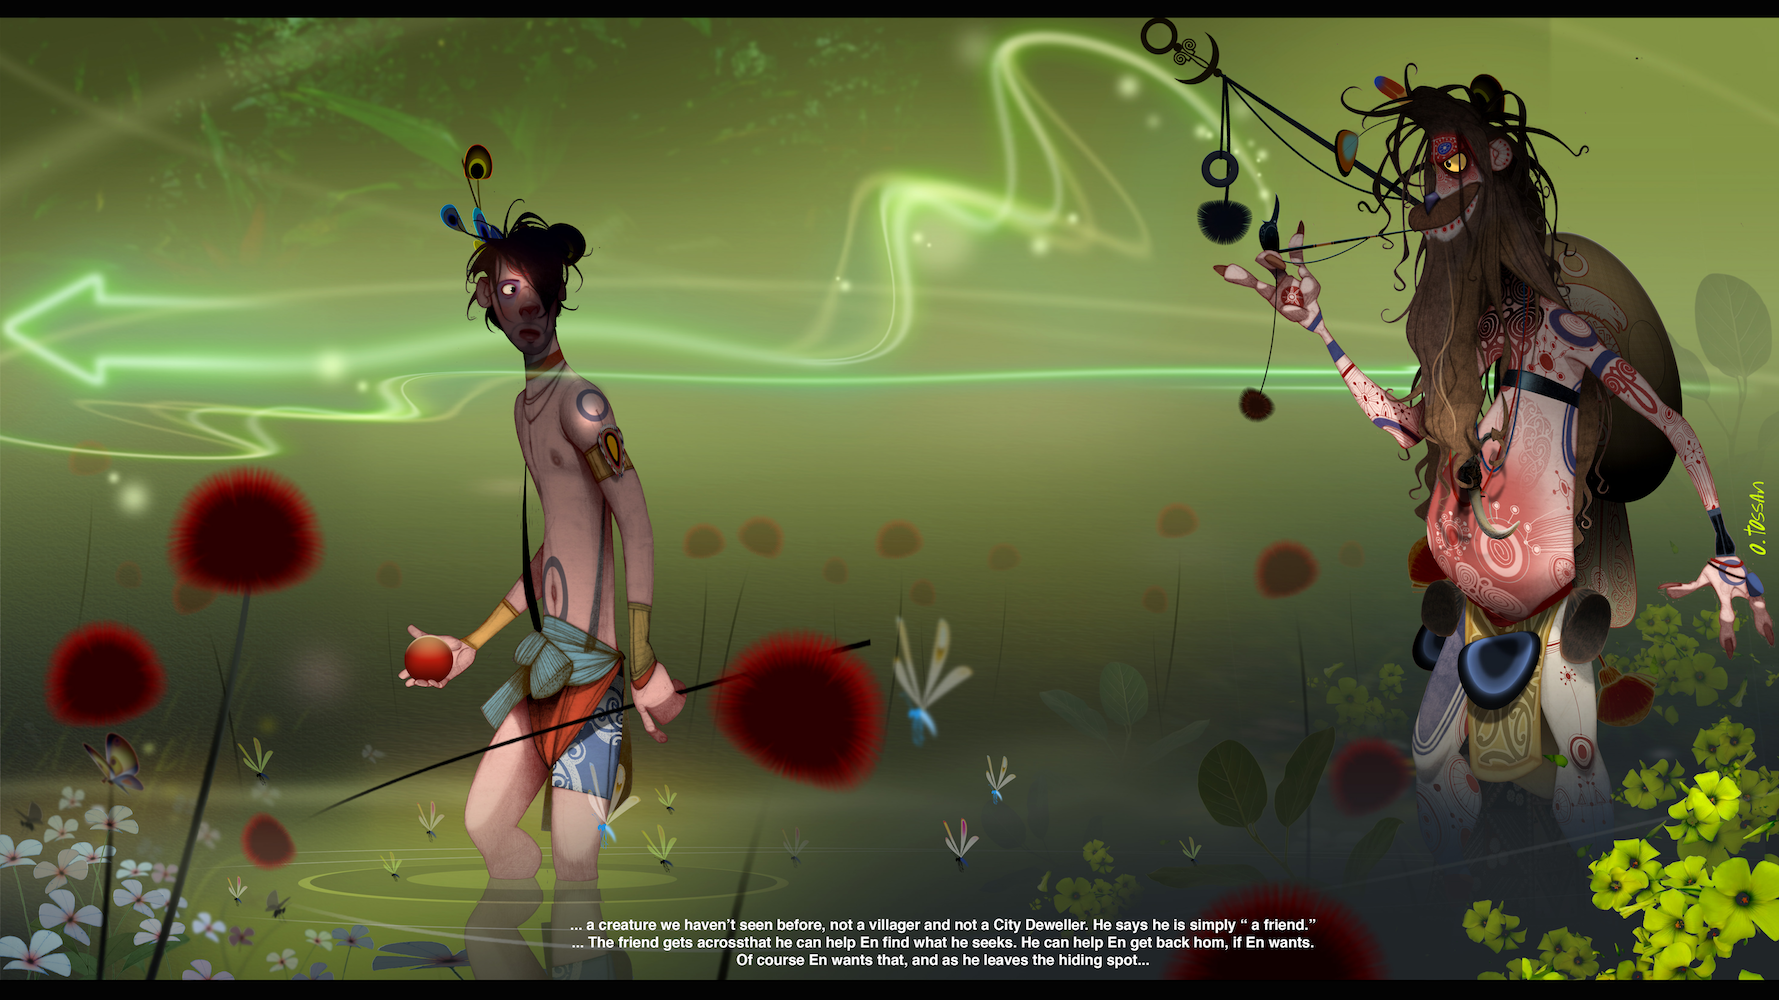 O.TOSSAN
... a creature we haven't seen before, not a villager and not a City Deweller. He says he is simply “ a friend.”
... The friend gets acrossthat he can help En find what he seeks. He can help En get back hom, if En wants.
Of course En wants that, and as he leaves the hiding spot...